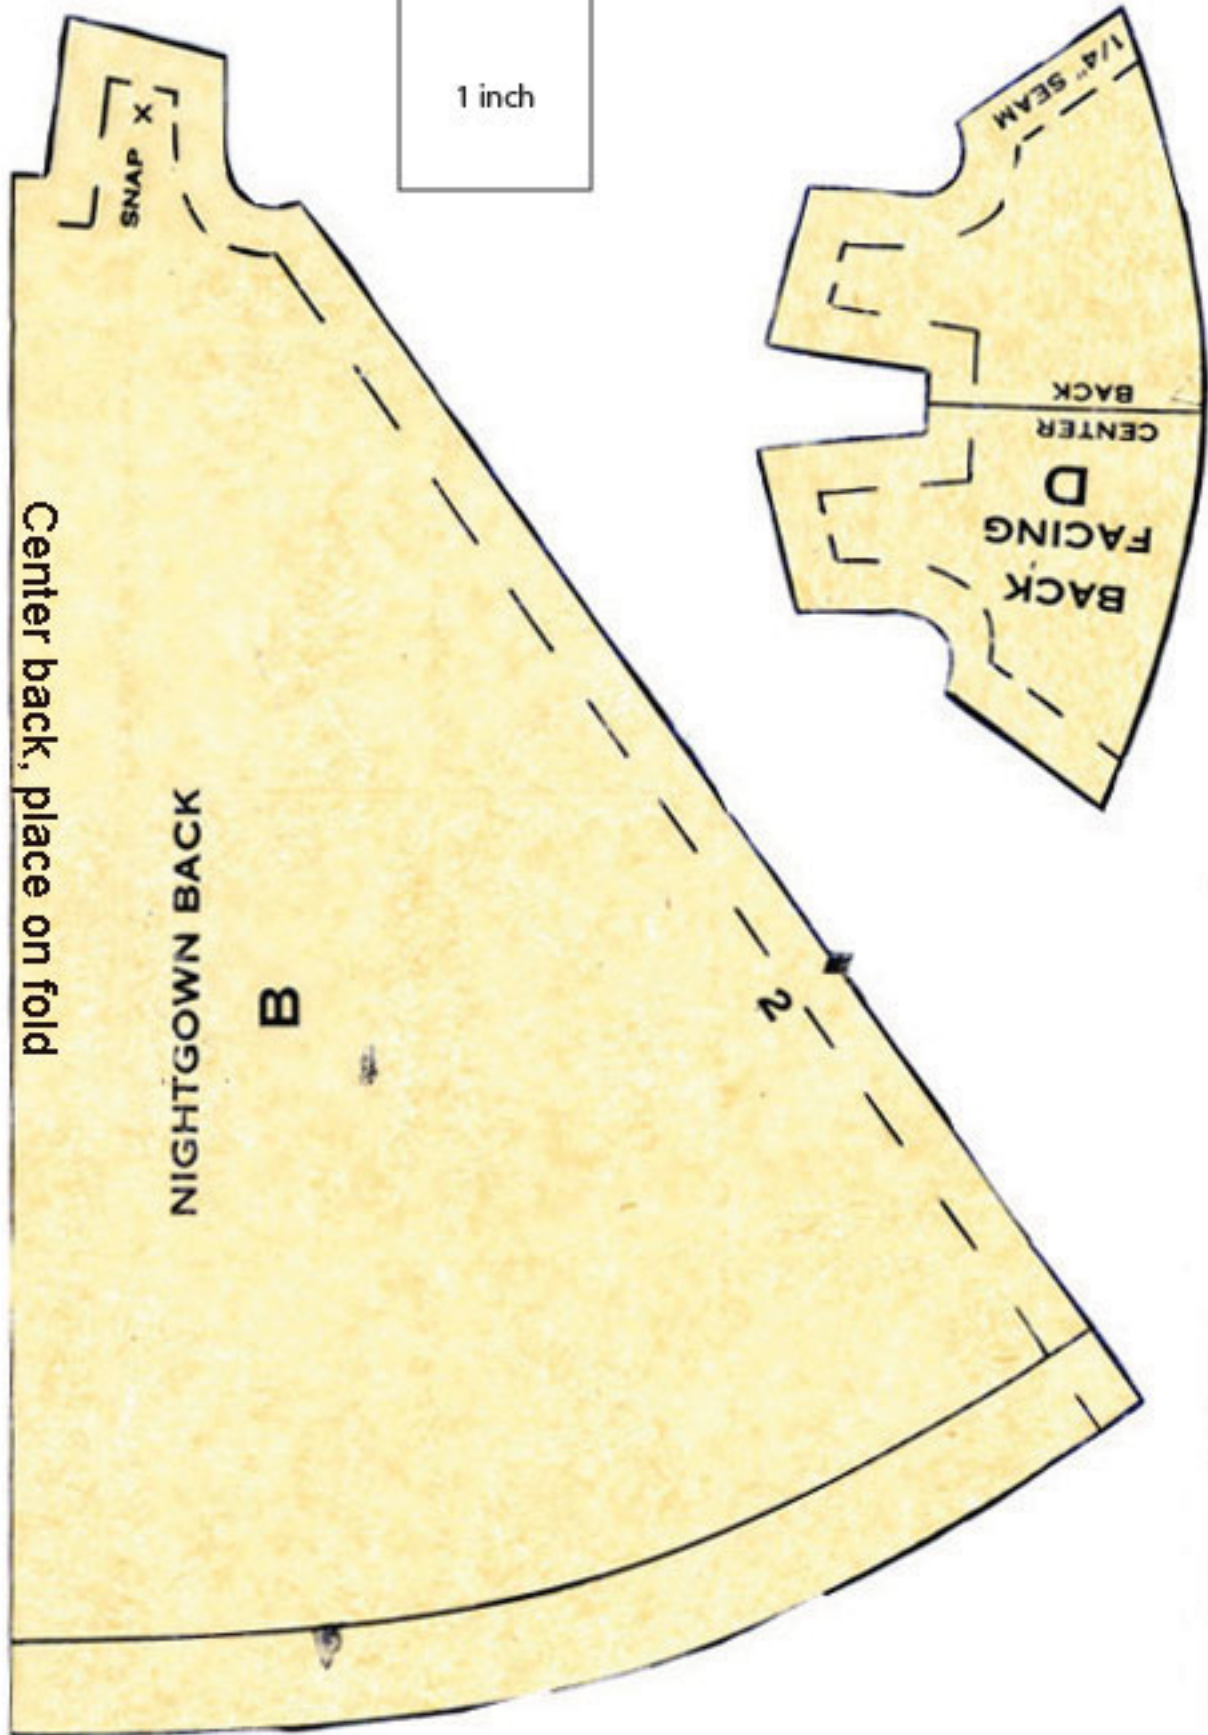 1 inch
1/4" SEAM
SNAP X
CENTER
BACK
BACK
FACING
D
Center back, place on fold
NIGHTGOWN BACK
B
2